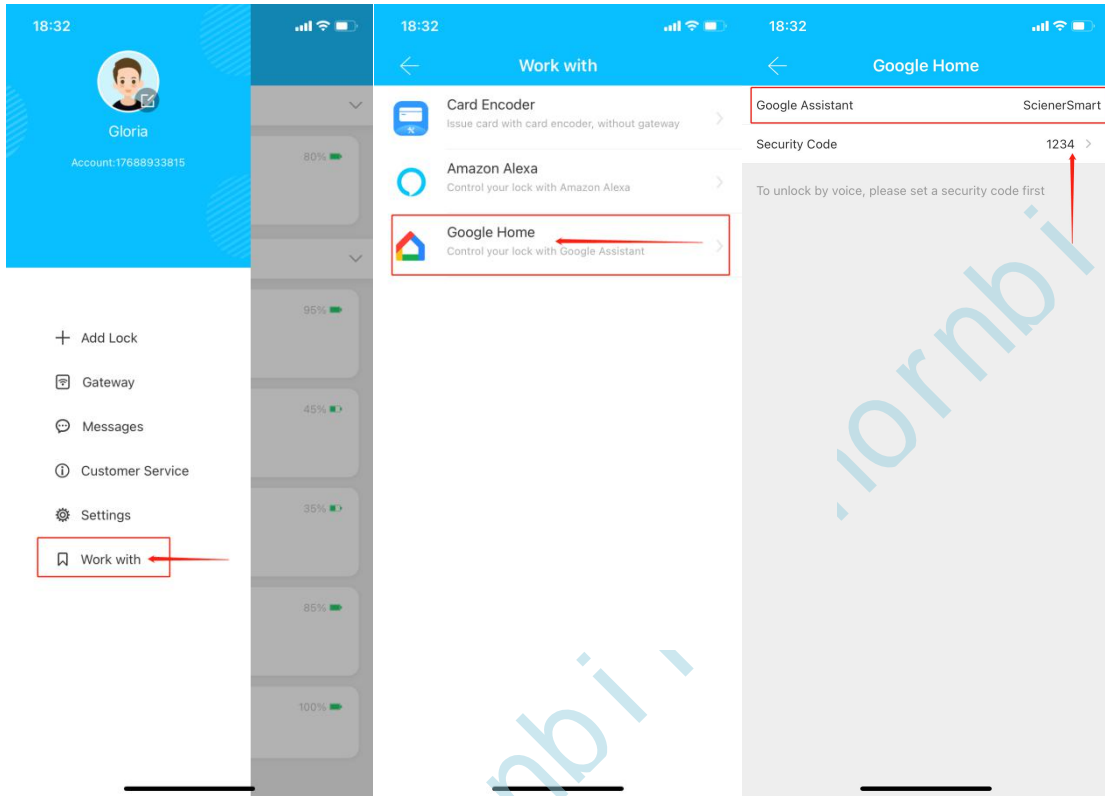 18:32
Gloria
Account:17688933815
80%
95%
Add Lock
Gateway
45%
Messages
Customer Service
Settings
35%
Work with
85%
100%
18:32
Work with
Card Encoder
Issue card with card encoder, without gateway
Amazon Alexa
Control your lock with Amazon Alexa
Google Home
Control your lock with Google Assistant
18:32
Google Home
Google Assistant ScienerSmart
Security Code 1234
To unlock by voice, please set a security code first